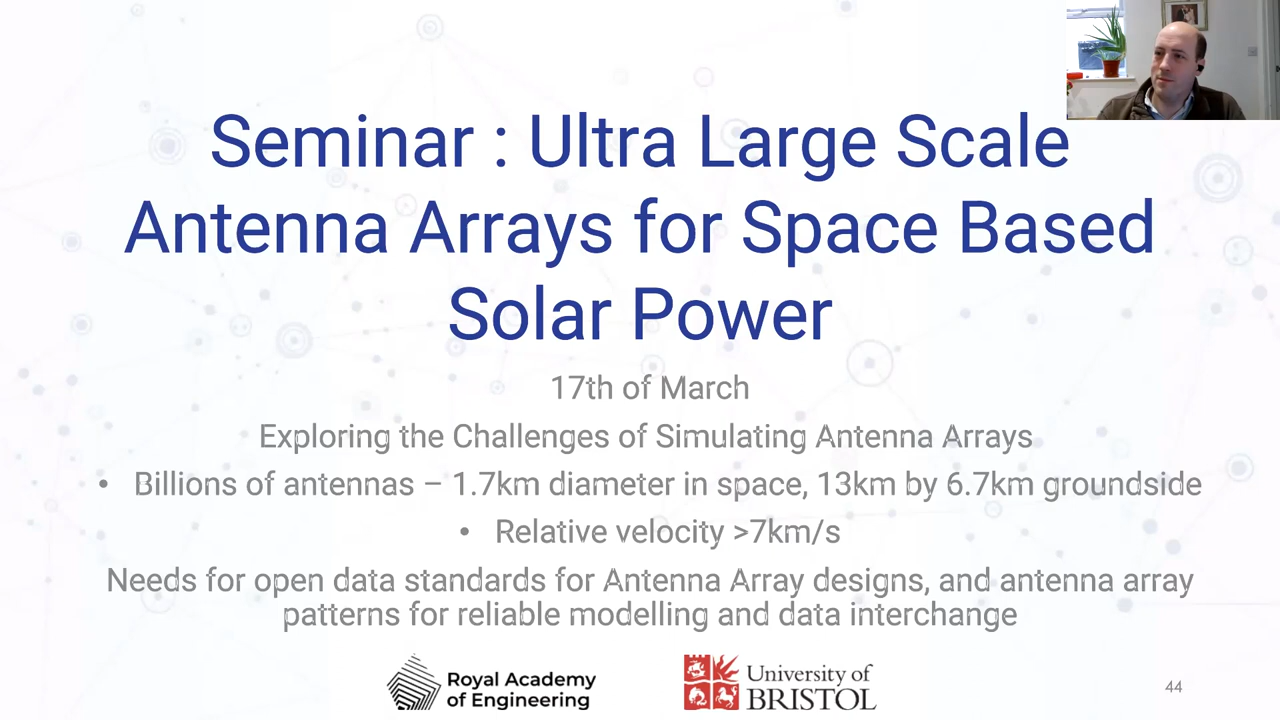 Seminar : Ultra Large Scale
Antenna Arrays for Space Based
Solar Power
17th of March
Exploring the Challenges of Simulating Antenna Arrays
• Billions of antennas – 1.7km diameter in space, 13km by 6.7km groundside
• Relative velocity >7km/s
Needs for open data standards for Antenna Array designs, and antenna array
patterns for reliable modelling and data interchange
Royal Academy
of Engineering
University of
BRISTOL
44